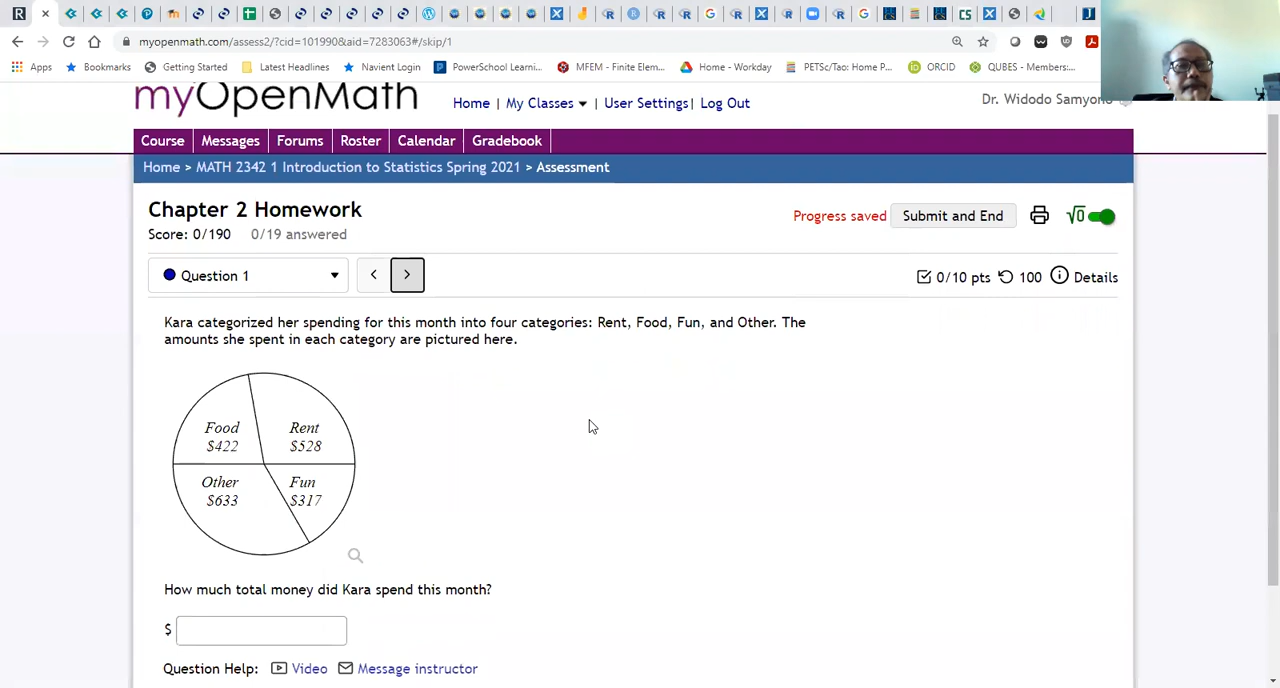 myopenmath.com/assess2/?cid=101990&aid=7283063#/skip/1
Apps Bookmarks Getting Started Latest Headlines Navient Login PowerSchool Learni... MFEM - Finite Elem... Home - Workday PETSc/Tao: Home P... ORCID QUBES - Members:...
myOpenMath
Home | My Classes | User Settings | Log Out
Dr. Widodo Samyono
Course Messages Forums Roster Calendar Gradebook
Home > MATH 2342 1 Introduction to Statistics Spring 2021 > Assessment
Chapter 2 Homework
Progress saved Submit and End √0
Score: 0/190 0/19 answered
Question 1 < >
0/10 pts 100 Details
Kara categorized her spending for this month into four categories: Rent, Food, Fun, and Other. The
amounts she spent in each category are pictured here.
Food Rent
$422 $528
Other Fun
$633 $317
How much total money did Kara spend this month?
$
Question Help: Video Message instructor